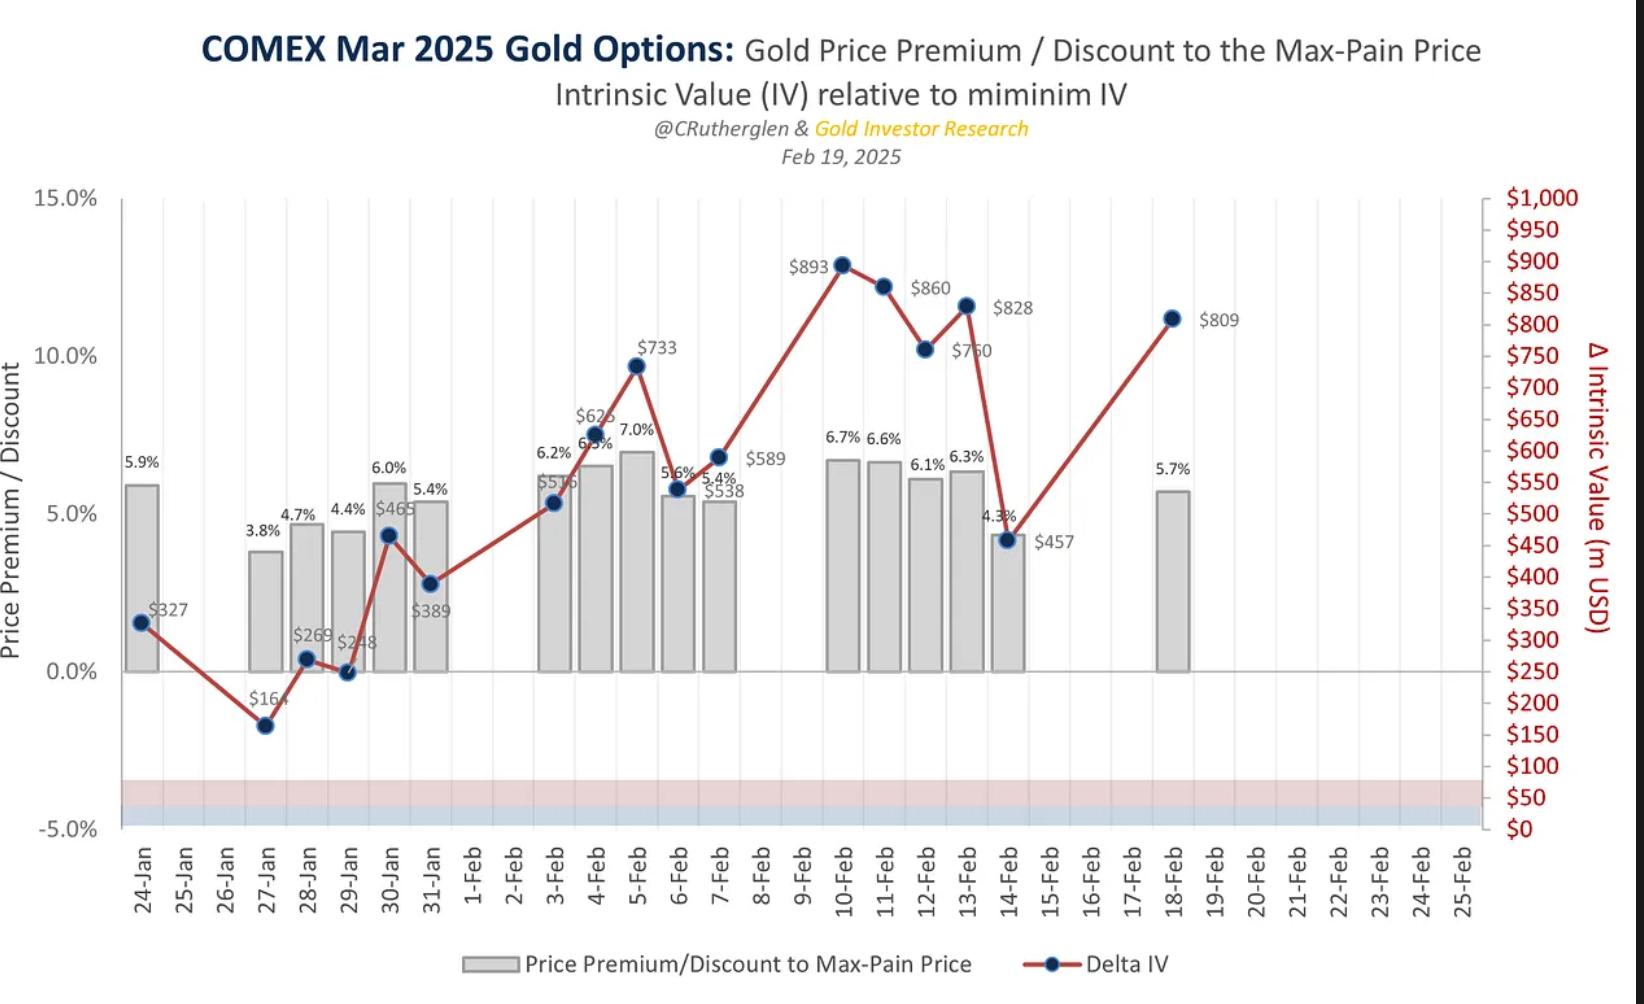 COMEX Mar 2025 Gold Options: Gold Price Premium / Discount to the Max-Pain Price
Intrinsic Value (IV) relative to miminim IV
@CRutherglen & Gold Investor Research
Feb 19, 2025
Price Premium / Discount
15.0%
10.0%
5.0%
0.0%
-5.0%
5.9%
3.8%
4.7%
4.4%
6.0%
5.4%
6.2%
6.5%
7.0%
5.6%
5.4%
6.7%
6.6%
6.1%
6.3%
4.3%
5.7%
$327
$164
$269
$248
$465
$389
$516
$625
$733
$538
$589
$893
$860
$760
$828
$457
$809
$1,000
$950
$900
$850
$800
$750
$700
$650
$600
$550
$500
$450
$400
$350
$300
$250
$200
$150
$100
$50
$0
Δ Intrinsic Value (m USD)
24-Jan
25-Jan
26-Jan
27-Jan
28-Jan
29-Jan
30-Jan
31-Jan
1-Feb
2-Feb
3-Feb
4-Feb
5-Feb
6-Feb
7-Feb
8-Feb
9-Feb
10-Feb
11-Feb
12-Feb
13-Feb
14-Feb
15-Feb
16-Feb
17-Feb
18-Feb
19-Feb
20-Feb
21-Feb
22-Feb
23-Feb
24-Feb
25-Feb
Price Premium/Discount to Max-Pain Price
Delta IV